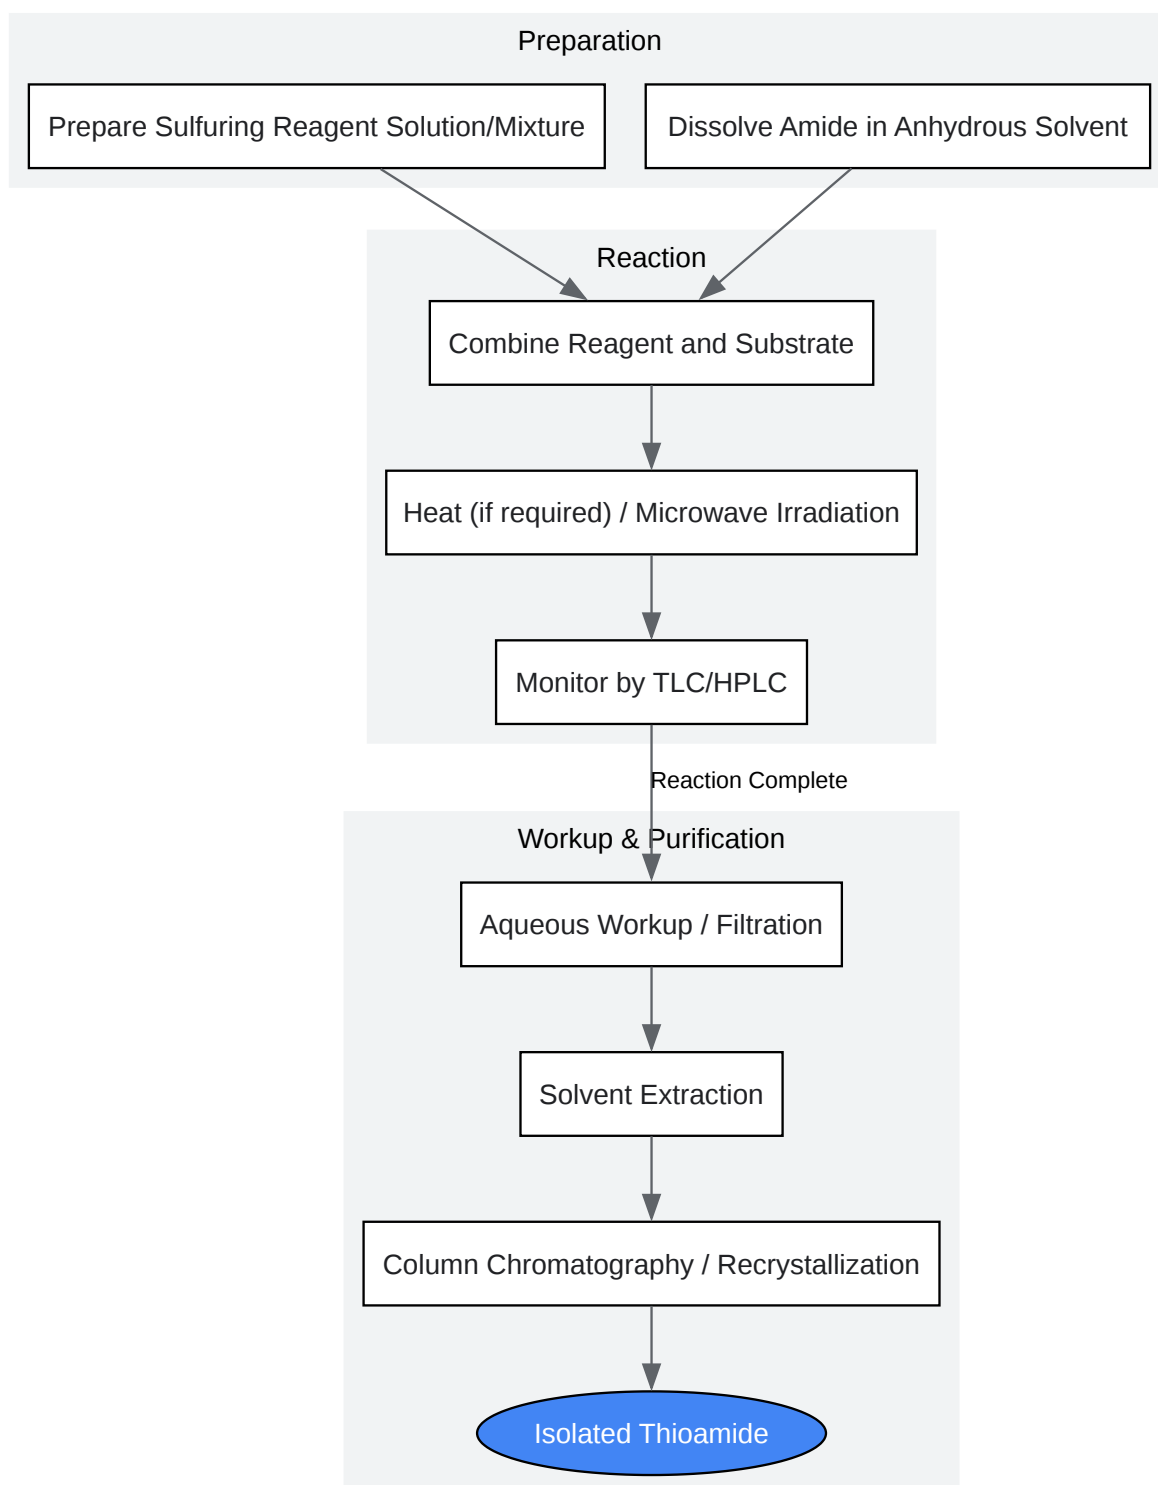 Preparation
Prepare Sulfuring Reagent Solution/Mixture
Dissolve Amide in Anhydrous Solvent
Reaction
Combine Reagent and Substrate
Heat (if required) / Microwave Irradiation
Monitor by TLC/HPLC
Reaction Complete
Workup & Purification
Aqueous Workup / Filtration
Solvent Extraction
Column Chromatography / Recrystallization
Isolated Thioamide